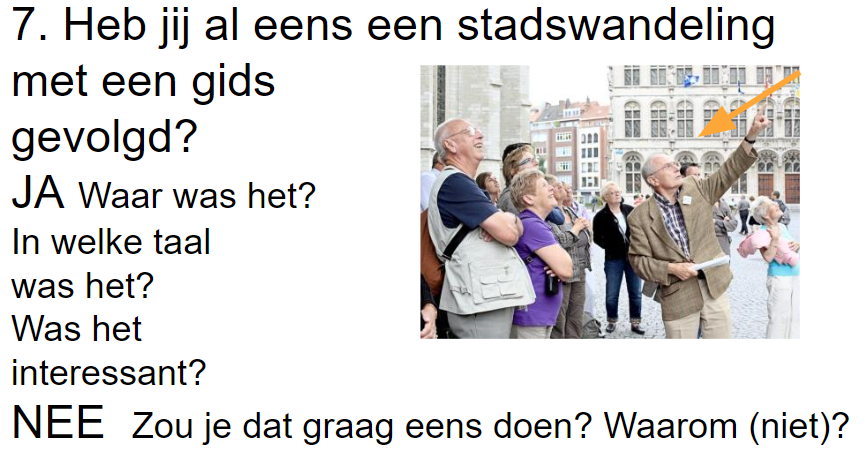 7. Heb jij al eens een stadswandeling
met een gids
gevolgd?
JA Waar was het?
In welke taal
was het?
Was het
interessant?
NEE Zou je dat graag eens doen? Waarom (niet)?